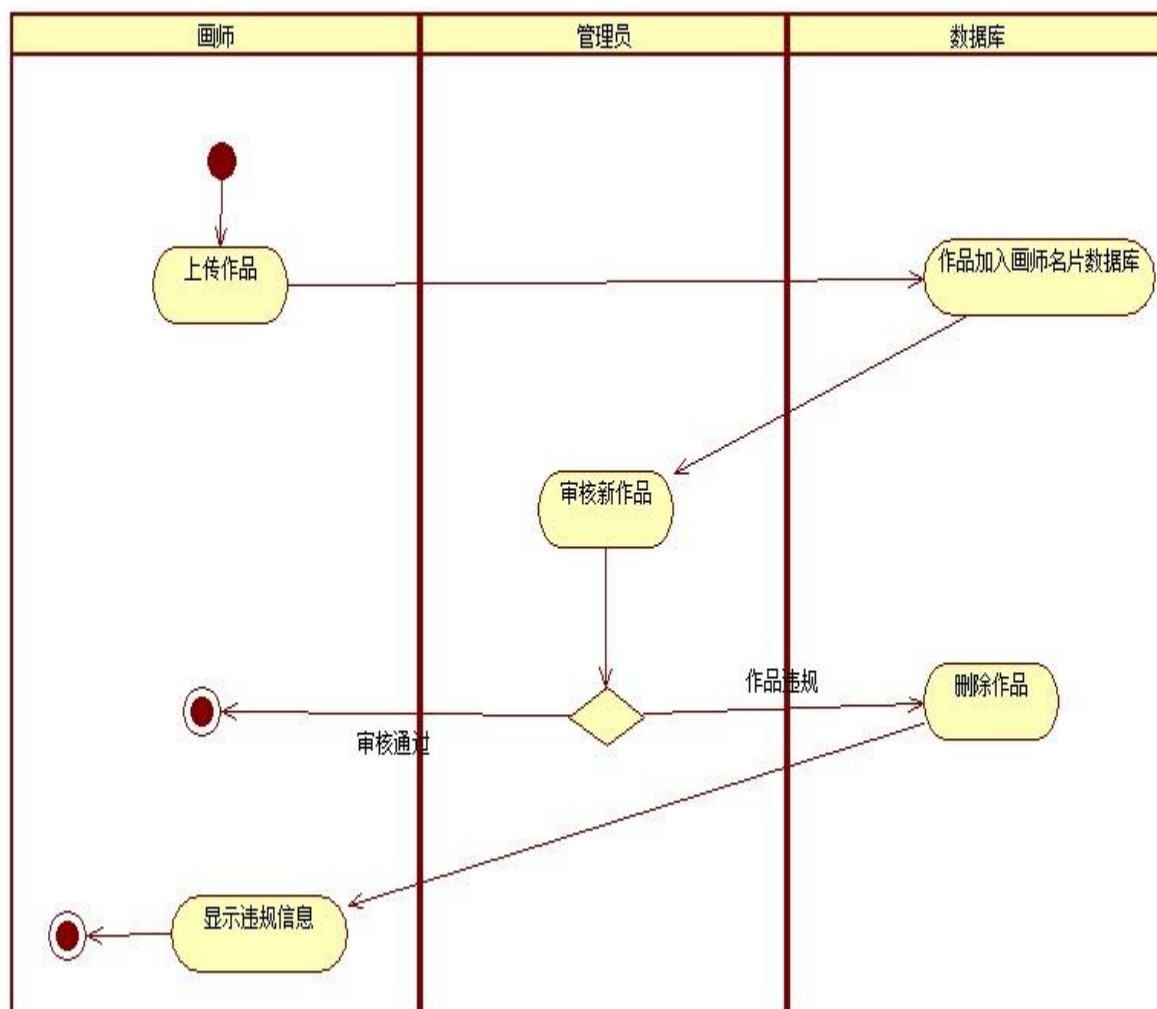 画师
管理员
数据库
上传作品
作品加入画师名片数据库
审核新作品
作品违规
删除作品
审核通过
显示违规信息